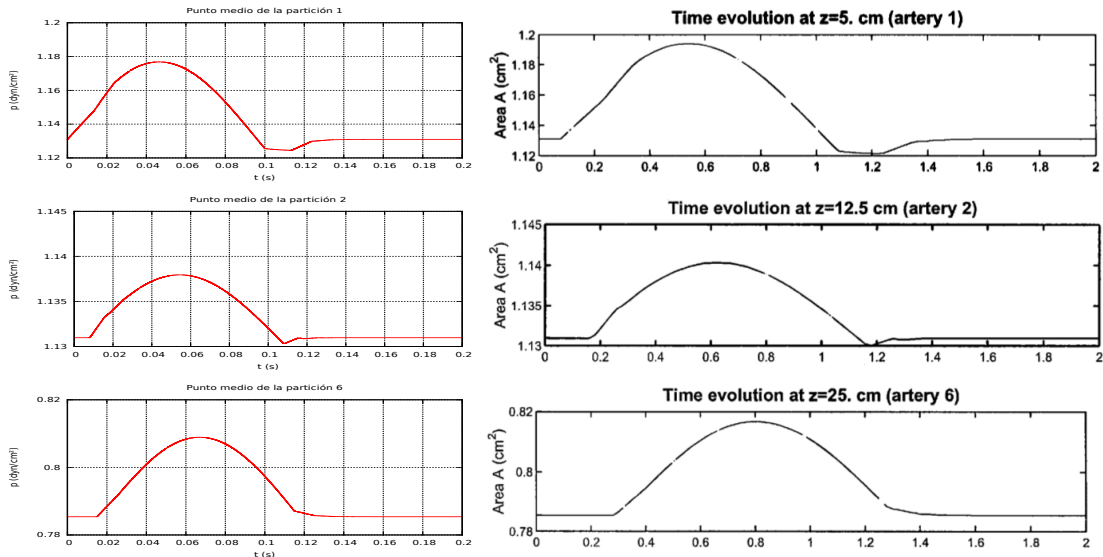 Punto medio de la partición 1
1.2
1.18
1.16
1.14
1.12
p (dyn/cm²)
0 0.02 0.04 0.06 0.08 0.1 0.12 0.14 0.16 0.18 0.2
t (s)
Time evolution at z=5. cm (artery 1)
1.2
1.18
1.16
1.14
1.12
Area A (cm²)
0 0.2 0.4 0.6 0.8 1 1.2 1.4 1.6 1.8 2
Punto medio de la partición 2
1.145
1.14
1.135
1.13
p (dyn/cm²)
0 0.02 0.04 0.06 0.08 0.1 0.12 0.14 0.16 0.18 0.2
t (s)
Time evolution at z=12.5 cm (artery 2)
1.145
1.14
1.135
1.13
Area A (cm²)
0 0.2 0.4 0.6 0.8 1 1.2 1.4 1.6 1.8 2
Punto medio de la partición 6
0.82
0.8
0.78
p (dyn/cm²)
0 0.02 0.04 0.06 0.08 0.1 0.12 0.14 0.16 0.18 0.2
t (s)
Time evolution at z=25. cm (artery 6)
0.82
0.8
0.78
Area A (cm²)
0 0.2 0.4 0.6 0.8 1 1.2 1.4 1.6 1.8 2